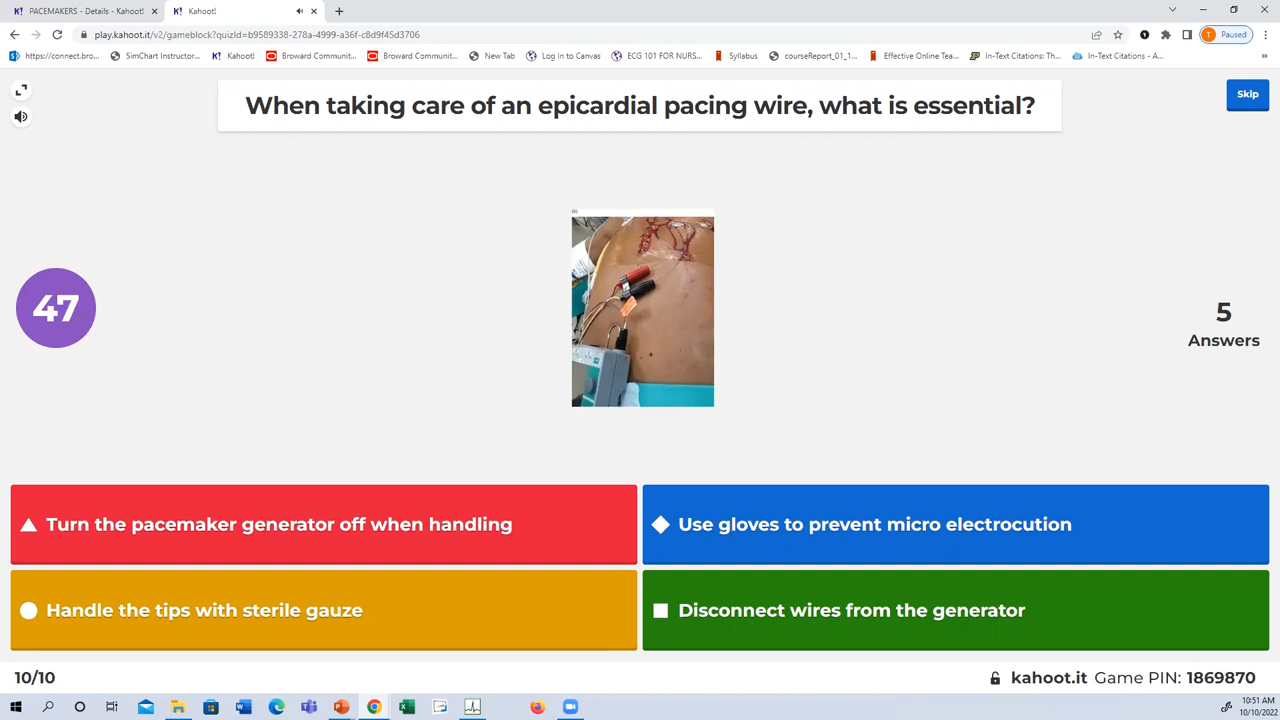 PACEMAKERS - Details - Kahoot!
Kahoot!
play.kahoot.it/v2/gameblock?quizId=b9589338-278a-4999-a36f-c8d9f45d3706
Paused
https://connect.bro...
SimChart Instructor...
Kahoot!
Broward Communit...
Broward Communit...
New Tab
Log In to Canvas
ECG 101 FOR NURS...
Syllabus
courseReport_01_1...
Effective Online Tea...
In-Text Citations: Th...
In-Text Citations - A...
When taking care of an epicardial pacing wire, what is essential?
Skip
47
5
Answers
Turn the pacemaker generator off when handling
Use gloves to prevent micro electrocution
Handle the tips with sterile gauze
Disconnect wires from the generator
10/10
kahoot.it Game PIN: 1869870
10:51 AM
10/10/2022